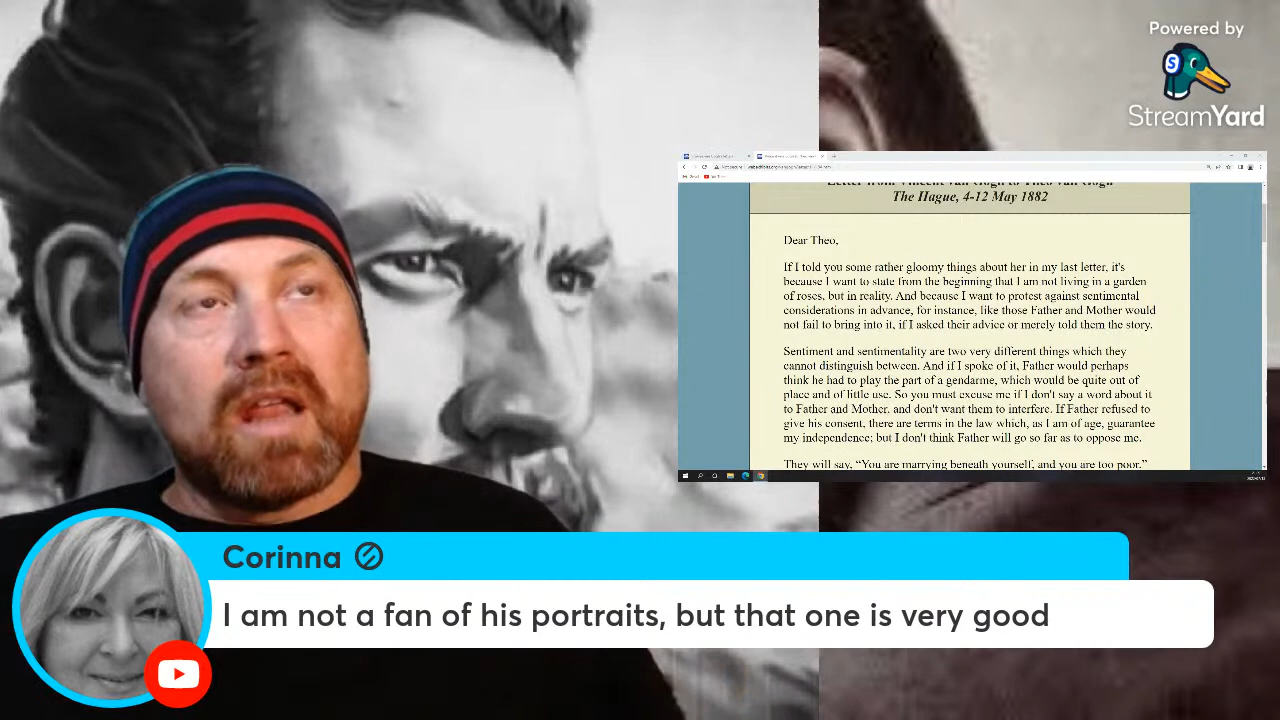 Powered by
StreamYard
Letter from Vincent van Gogh to Theo van Gogh
The Hague, 4-12 May 1882
Dear Theo,
If I told you some rather gloomy things about her in my last letter, it's
because I want to state from the beginning that I am not living in a garden
of roses, but in reality. And because I want to protest against sentimental
considerations in advance, for instance, like those Father and Mother would
not fail to bring into it, if I asked their advice or merely told them the story.
Sentiment and sentimentality are two very different things which they
cannot distinguish between. And if I spoke of it, Father would perhaps
think he had to play the part of a gendarme, which would be quite out of
place and of little use. So you must excuse me if I don't say a word about it
to Father and Mother, and don't want them to interfere. If Father refused to
give his consent, there are terms in the law which, as I am of age, guarantee
my independence; but I don't think Father will go so far as to oppose me.
They will say, “You are marrying beneath yourself, and you are too poor.”
Corinna
I am not a fan of his portraits, but that one is very good